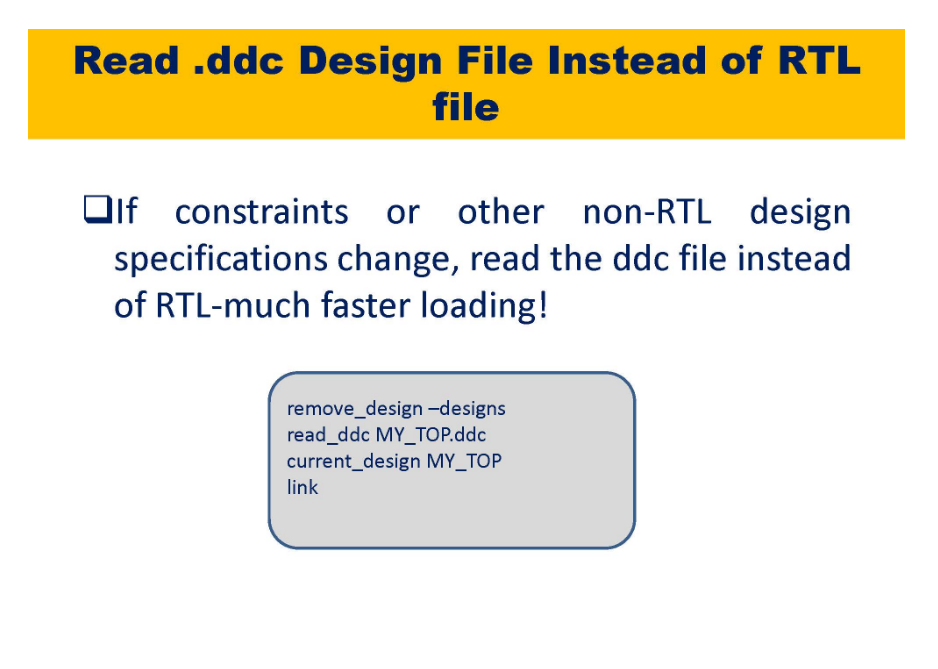 Read .ddc Design File Instead of RTL
file
❑If constraints or other non-RTL design
specifications change, read the ddc file instead
of RTL-much faster loading!
remove_design –designs
read_ddc MY_TOP.ddc
current_design MY_TOP
link